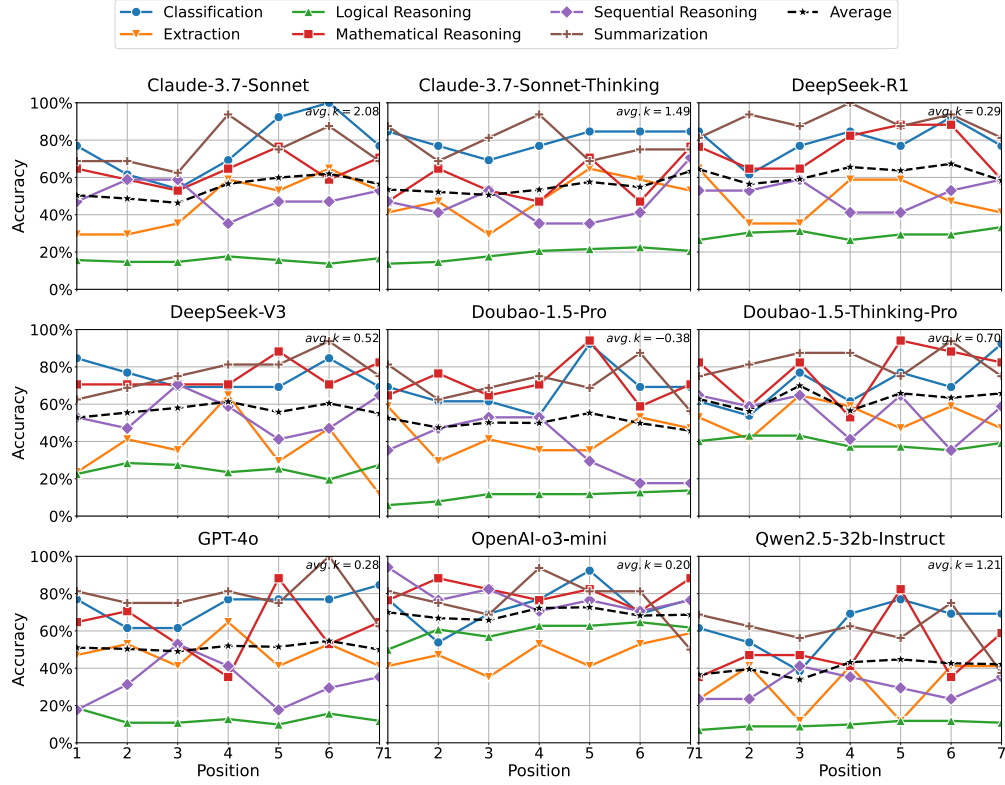 Classification Logical Reasoning Sequential Reasoning Average
Extraction Mathematical Reasoning Summarization
Claude-3.7-Sonnet Claude-3.7-Sonnet-Thinking DeepSeek-R1
100% avg. k = 2.08 avg. k = 1.49 avg. k = 0.29
80%
60%
Accuracy
40%
20%
0%
DeepSeek-V3 Doubao-1.5-Pro Doubao-1.5-Thinking-Pro
100% avg. k = 0.52 avg. k = −0.38 avg. k = 0.70
80%
60%
Accuracy
40%
20%
0%
GPT-4o OpenAI-o3-mini Qwen2.5-32b-Instruct
100% avg. k = 0.28 avg. k = 0.20 avg. k = 1.21
80%
60%
Accuracy
40%
20%
0%
1 2 3 4 5 6 7 1 2 3 4 5 6 7 1 2 3 4 5 6 7
Position Position Position